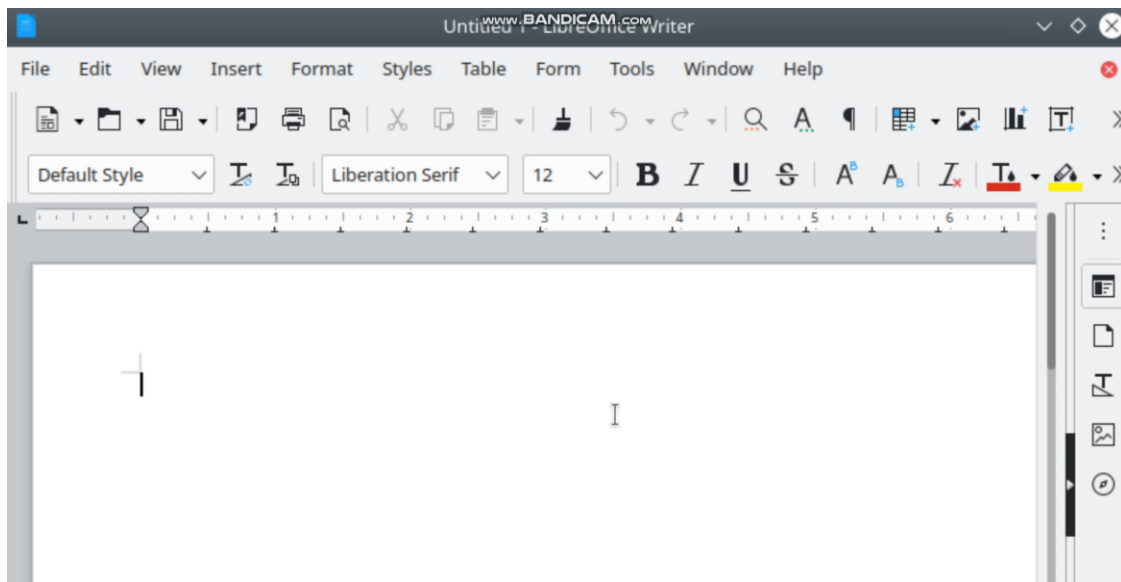 www.BANDICAM.com
Untitled 1 - LibreOffice Writer
File Edit View Insert Format Styles Table Form Tools Window Help
Default Style Liberation Serif 12 B I U S A B A B I T
1 2 3 4 5 6